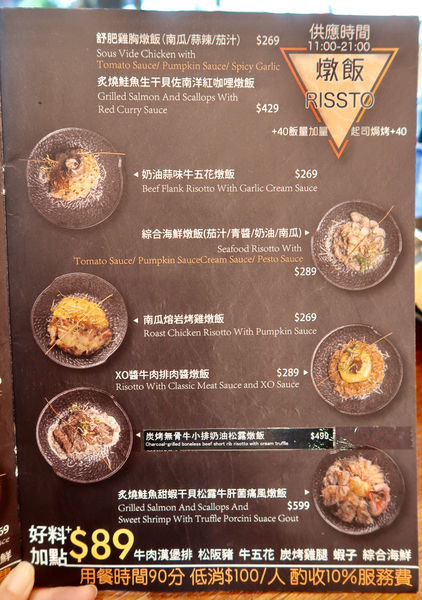 供應時間
11:00-21:00
燉飯
RISSTO
+40飯量加量 起司焗烤+40
舒肥雞胸燉飯(南瓜/蒜辣/茄汁) $269
Sous Vide Chicken with
Tomato Sauce/ Pumpkin Sauce/ Spicy Garlic
炙燒鮭魚生干貝佐南洋紅咖哩燉飯
Grilled Salmon And Scallops With
Red Curry Sauce $429
奶油蒜味牛五花燉飯 $269
Beef Flank Risotto With Garlic Cream Sauce
綜合海鮮燉飯(茄汁/青醬/奶油/南瓜)
Seafood Risotto With
Tomato Sauce/ Pumpkin SauceCream Sauce/ Pesto Sauce
$289
南瓜熔岩烤雞燉飯 $269
Roast Chicken Risotto With Pumpkin Sauce
XO醬牛肉排肉醬燉飯 $289
Risotto With Classic Meat Sauce and XO Sauce
炭烤無骨牛小排奶油松露燉飯 $499
Charcoal-grilled boneless beef short rib risotto with cream truffle
炙燒鮭魚甜蝦干貝松露牛肝菌痛風燉飯
Grilled Salmon And Scallops And $599
Sweet Shrimp With Truffle Porcini Suace Gout
好料+
加點 $89 牛肉漢堡排 松阪豬 牛五花 炭烤雞腿 蝦子 綜合海鮮
用餐時間90分 低消$100/人 酌收10%服務費